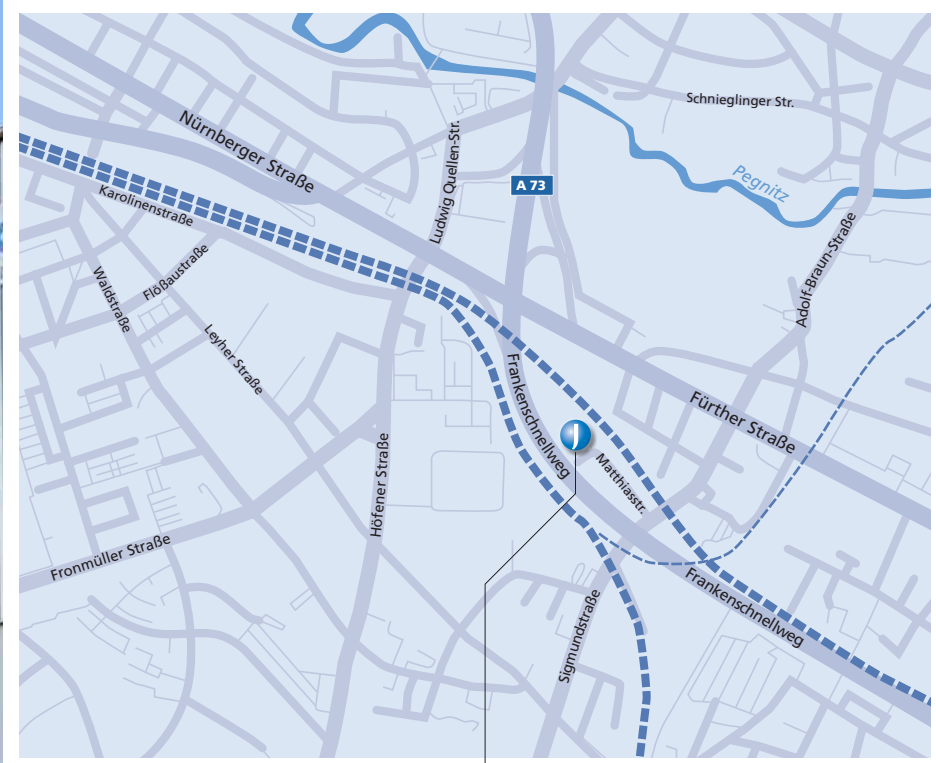 Schnieglinger Str.
Nürnberger Straße
Ludwig Quellen-Str.
A 73
Pegnitz
Karolinenstraße
Adolf-Braun-Straße
Flößaustraße
Waldstraße
Leyher Straße
Frankenschnellweg
Fürther Straße
J
Matthiasstr.
Höfener Straße
Fronmüller Straße
Frankenschnellweg
Sigmundstraße